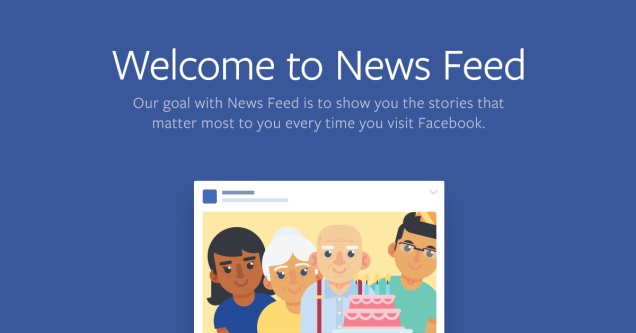 Welcome to News Feed
Our goal with News Feed is to show you the stories that
matter most to you every time you visit Facebook.